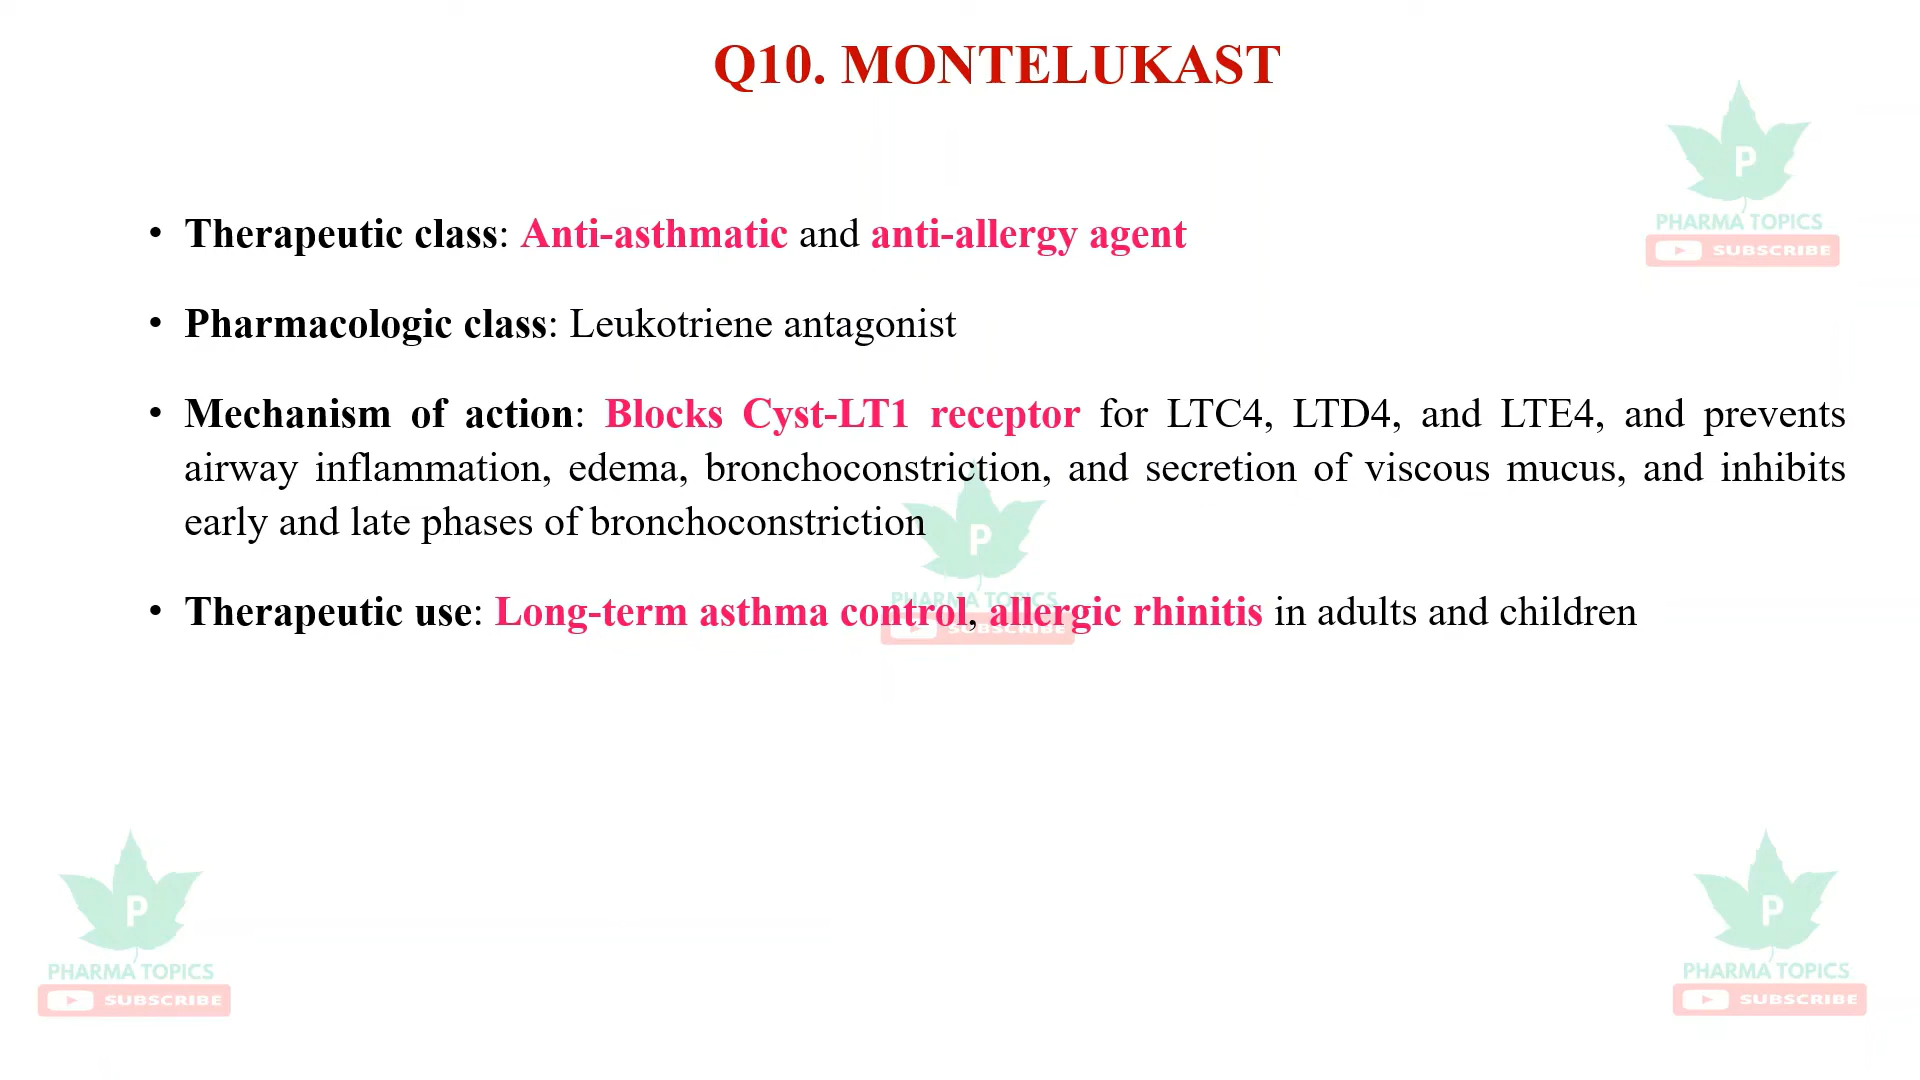 Q10. MONTELUKAST
P
PHARMA TOPICS
SUBSCRIBE
• Therapeutic class: Anti-asthmatic and anti-allergy agent
• Pharmacologic class: Leukotriene antagonist
• Mechanism of action: Blocks Cyst-LT1 receptor for LTC4, LTD4, and LTE4, and prevents
airway inflammation, edema, bronchoconstriction, and secretion of viscous mucus, and inhibits
early and late phases of bronchoconstriction
P
PHARMA TOPICS
SUBSCRIBE
• Therapeutic use: Long-term asthma control, allergic rhinitis in adults and children
P
PHARMA TOPICS
SUBSCRIBE
P
PHARMA TOPICS
SUBSCRIBE